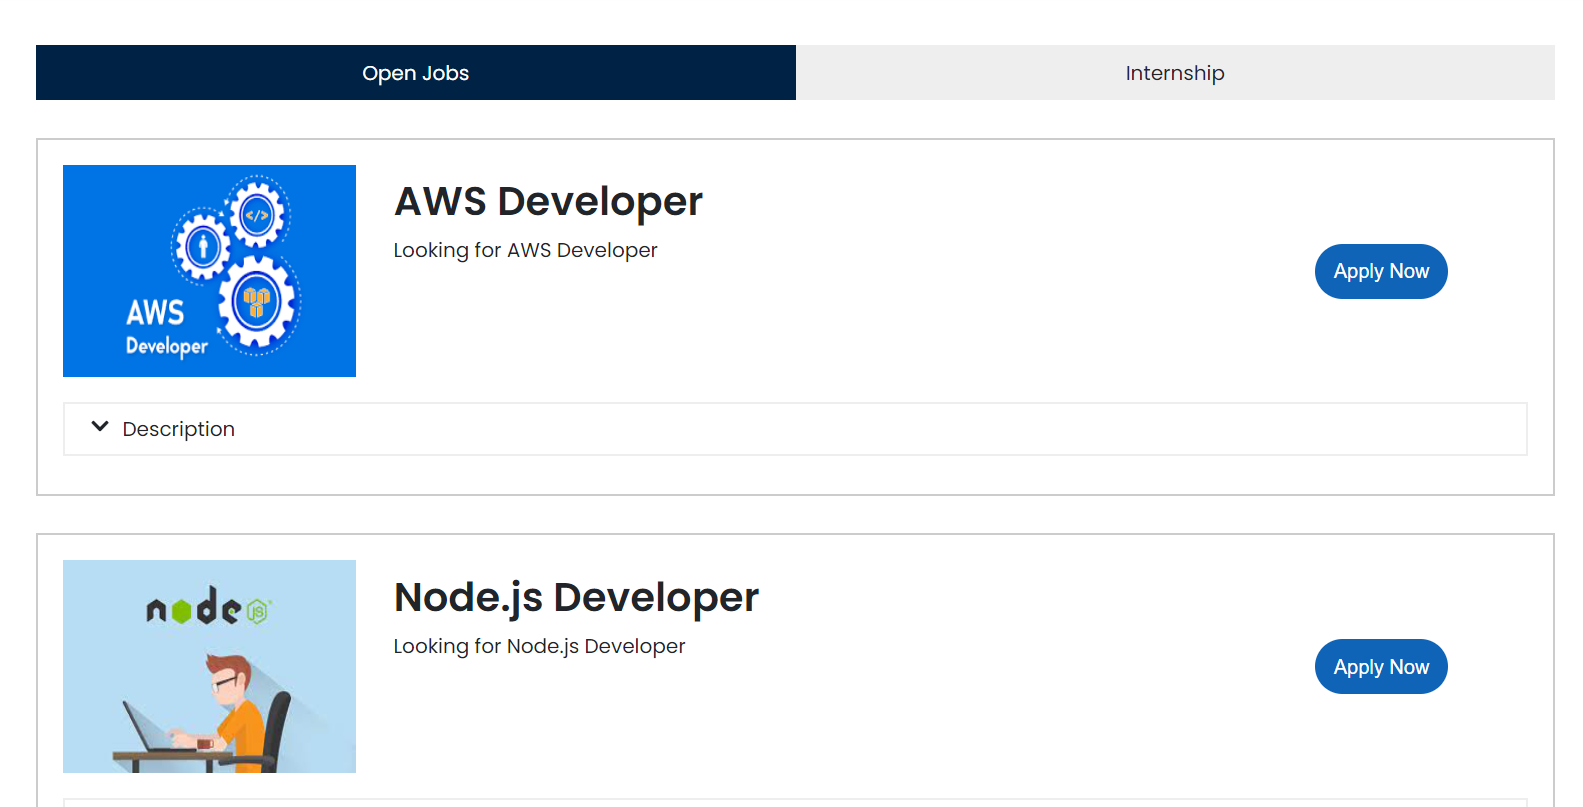 Open Jobs
Internship
AWS
Developer
AWS Developer
Looking for AWS Developer
Apply Now
Description
node JS
Node.js Developer
Looking for Node.js Developer
Apply Now